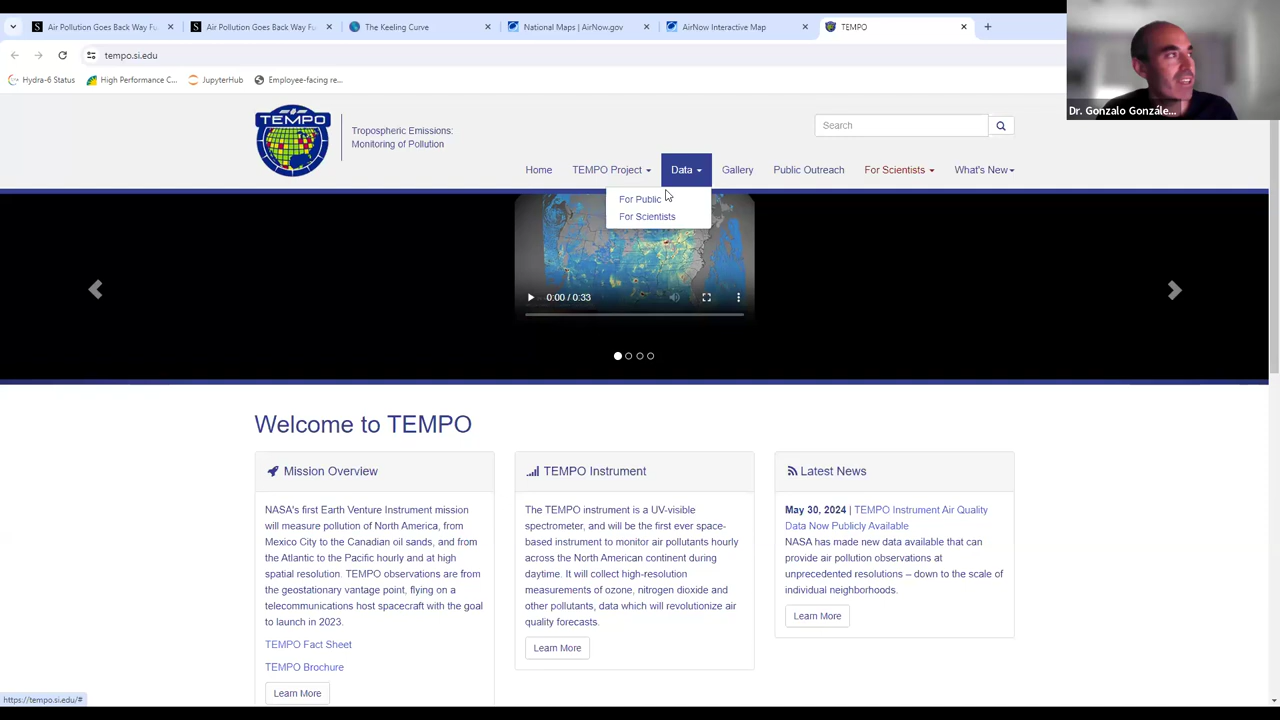 Air Pollution Goes Back Way Fu
Air Pollution Goes Back Way Fu
The Keeling Curve
National Maps | AirNow.gov
AirNow Interactive Map
TEMPO
tempo.si.edu
Hydra-6 Status
High Performance C...
JupyterHub
Employee-facing re...
Dr. Gonzalo Gonzále...
TEMPO
Tropospheric Emissions:
Monitoring of Pollution
Search
Home
TEMPO Project
Data
Gallery
Public Outreach
For Scientists
What's New
For Public
For Scientists
0:00 / 0:33
Welcome to TEMPO
Mission Overview
NASA's first Earth Venture Instrument mission
will measure pollution of North America, from
Mexico City to the Canadian oil sands, and from
the Atlantic to the Pacific hourly and at high
spatial resolution. TEMPO observations are from
the geostationary vantage point, flying on a
telecommunications host spacecraft with the goal
to launch in 2023.
TEMPO Fact Sheet
TEMPO Brochure
Learn More
TEMPO Instrument
The TEMPO instrument is a UV-visible
spectrometer, and will be the first ever space-
based instrument to monitor air pollutants hourly
across the North American continent during
daytime. It will collect high-resolution
measurements of ozone, nitrogen dioxide and
other pollutants, data which will revolutionize air
quality forecasts.
Learn More
Latest News
May 30, 2024 | TEMPO Instrument Air Quality
Data Now Publicly Available
NASA has made new data available that can
provide air pollution observations at
unprecedented resolutions – down to the scale of
individual neighborhoods.
Learn More
https://tempo.si.edu/#